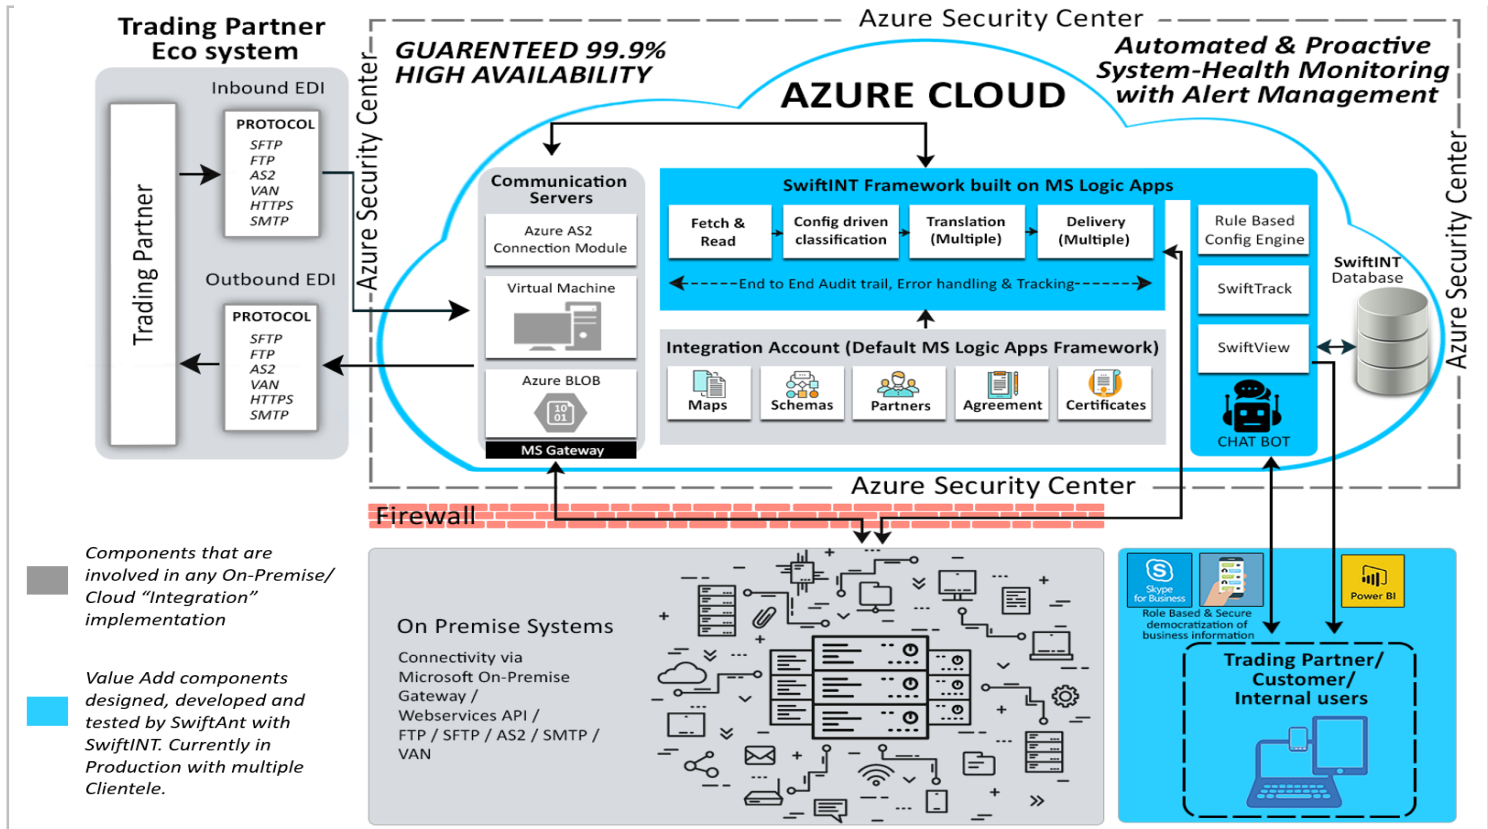 Trading Partner
Eco system
Inbound EDI
PROTOCOL
SFTP
FTP
AS2
VAN
HTTPS
SMTP
Trading Partner
Outbound EDI
PROTOCOL
SFTP
FTP
AS2
VAN
HTTPS
SMTP
Azure Security Center
Azure Security Center
GUARENTEED 99.9%
HIGH AVAILABILITY
AZURE CLOUD
Automated & Proactive
System-Health Monitoring
with Alert Management
Azure Security Center
Communication
Servers
Azure AS2
Connection Module
Virtual Machine
Azure BLOB
10
01
MS Gateway
SwiftINT Framework built on MS Logic Apps
Fetch &
Read
Config driven
classification
Translation
(Multiple)
Delivery
(Multiple)
End to End Audit trail, Error handling & Tracking
Integration Account (Default MS Logic Apps Framework)
Maps
Schemas
Partners
Agreement
Certificates
Rule Based
Config Engine
SwiftTrack
SwiftView
CHAT BOT
SwiftINT
Database
Azure Security Center
Firewall
Components that are
involved in any On-Premise/
Cloud “Integration”
implementation
Value Add components
designed, developed and
tested by SwiftAnt with
SwiftINT. Currently in
Production with multiple
Clientele.
On Premise Systems
Connectivity via
Microsoft On-Premise
Gateway /
Webservices API /
FTP / SFTP / AS2 / SMTP /
VAN
Skype
for Business
Power BI
Role Based & Secure
democratization of
business information
Trading Partner/
Customer/
Internal users